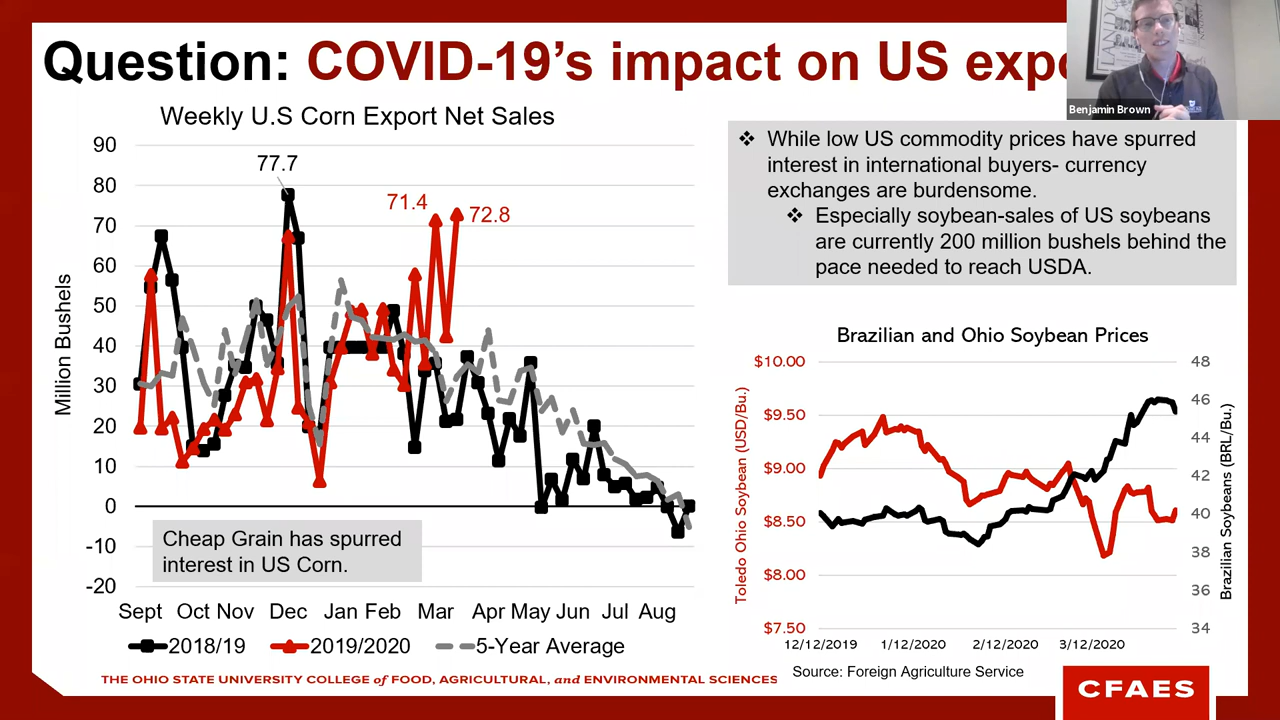 Question: COVID-19’s impact on US expo
Benjamin Brown
Weekly U.S Corn Export Net Sales
Million Bushels
90
80
70
60
50
40
30
20
10
0
-10
-20
77.7
71.4
72.8
Cheap Grain has spurred
interest in US Corn.
Sept Oct Nov Dec Jan Feb Mar Apr May Jun Jul Aug
2018/19 2019/2020 5-Year Average
❖ While low US commodity prices have spurred
interest in international buyers- currency
exchanges are burdensome.
❖ Especially soybean-sales of US soybeans
are currently 200 million bushels behind the
pace needed to reach USDA.
Brazilian and Ohio Soybean Prices
Toledo Ohio Soybean (USD/Bu.)
$10.00
$9.50
$9.00
$8.50
$8.00
$7.50
48
46
44
42
40
38
36
34
Brazilian Soybeans (BRL/Bu.)
12/12/2019 1/12/2020 2/12/2020 3/12/2020
Source: Foreign Agriculture Service
THE OHIO STATE UNIVERSITY COLLEGE of FOOD, AGRICULTURAL, and ENVIRONMENTAL SCIENCES
CFAES